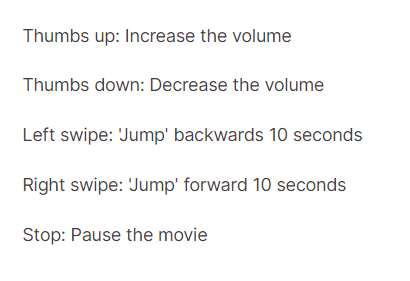 Thumbs up: Increase the volume
Thumbs down: Decrease the volume
Left swipe: 'Jump' backwards 10 seconds
Right swipe: 'Jump' forward 10 seconds
Stop: Pause the movie